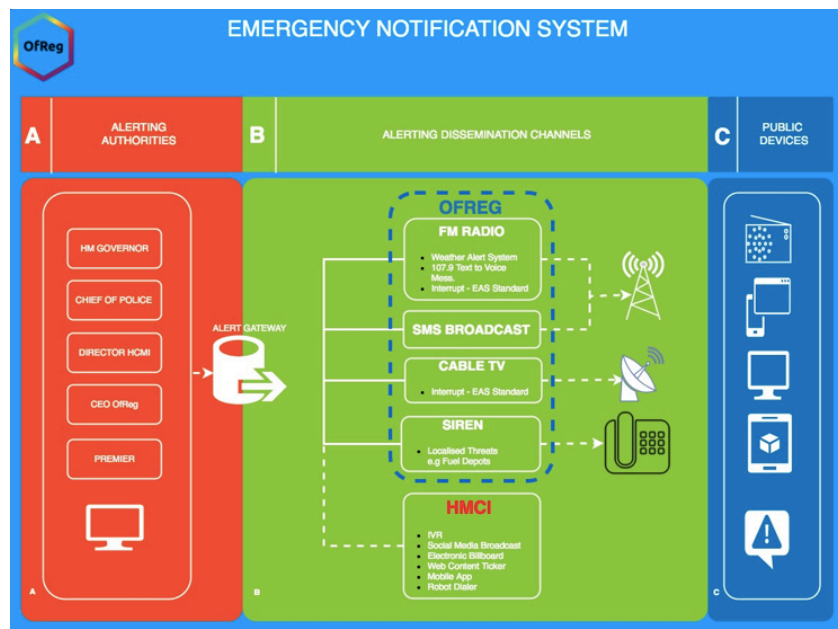 OfReg
EMERGENCY NOTIFICATION SYSTEM
A
ALERTING
AUTHORITIES
B
ALERTING DISSEMINATION CHANNELS
C
PUBLIC
DEVICES
HM GOVERNOR
CHIEF OF POLICE
DIRECTOR HCMI
CEO OfReg
PREMIER
A
ALERT GATEWAY
OFREG
FM RADIO
• Weather Alert System
• 107.9 Text to Voice
Mess.
• Interrupt - EAS Standard
SMS BROADCAST
CABLE TV
• Interrupt - EAS Standard
SIREN
• Localised Threats
e.g Fuel Depots
HMCI
• IVR
• Social Media Broadcast
• Electronic Billboard
• Web Content Ticker
• Mobile App
• Robot Dialer
B
C